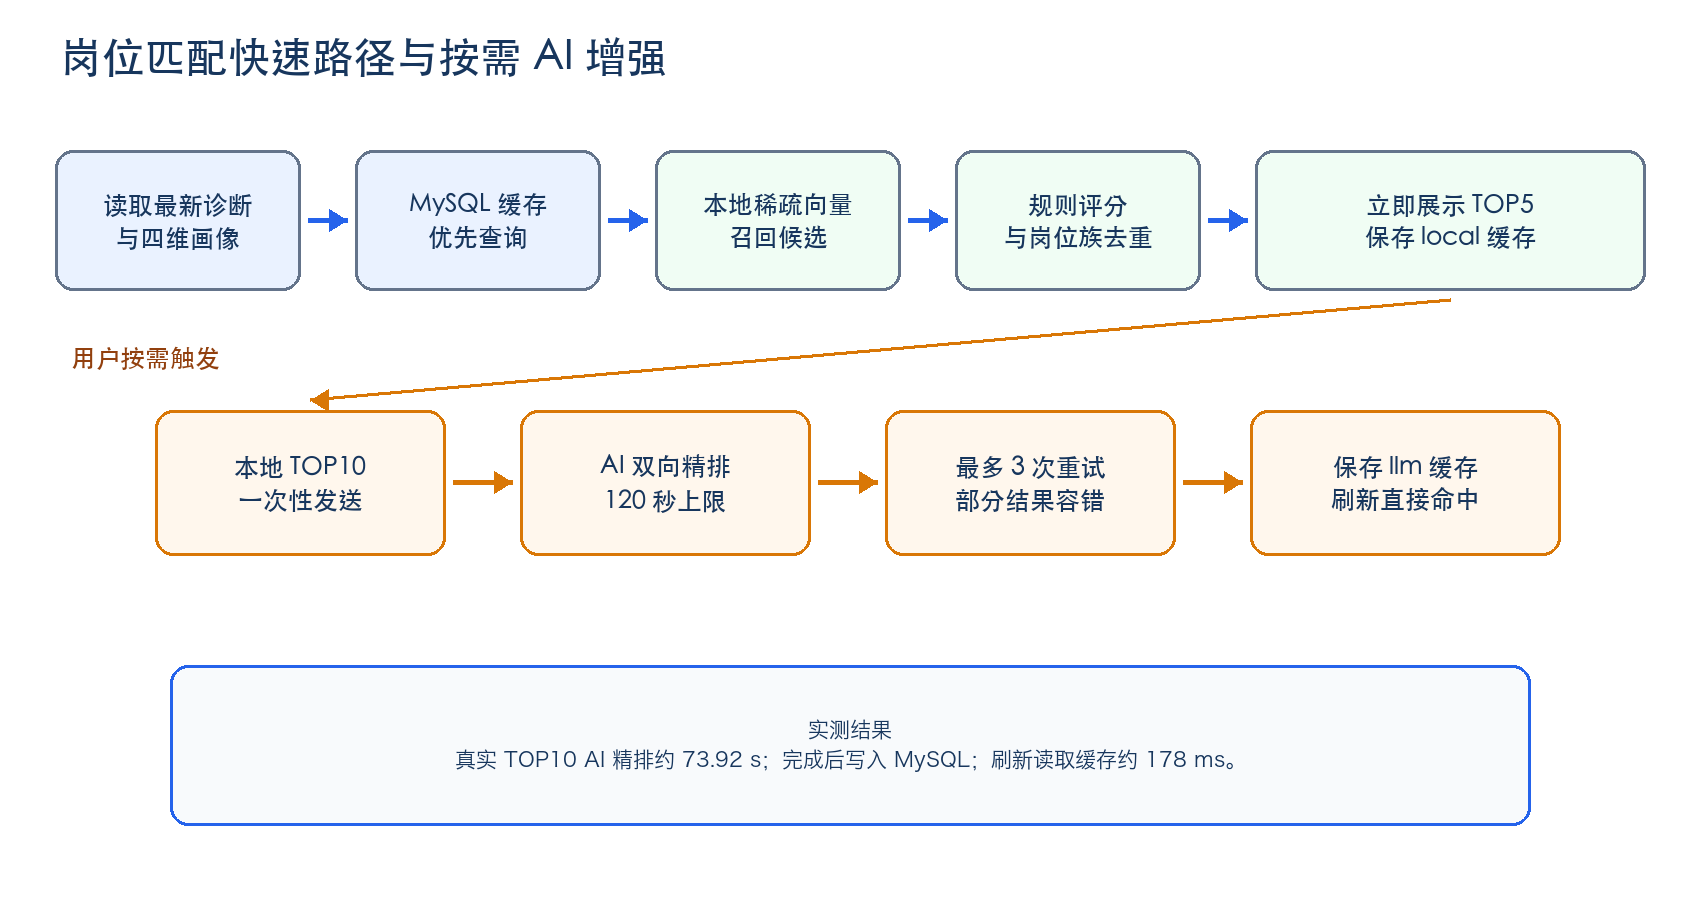 岗位匹配快速路径与按需 AI 增强
读取最新诊断
与四维画像
MySQL 缓存
优先查询
本地稀疏向量
召回候选
规则评分
与岗位族去重
立即展示 TOP5
保存 local 缓存
用户按需触发
本地 TOP10
一次性发送
AI 双向精排
120 秒上限
最多 3 次重试
部分结果容错
保存 llm 缓存
刷新直接命中
实测结果
真实 TOP10 AI 精排约 73.92 s；完成后写入 MySQL；刷新读取缓存约 178 ms。